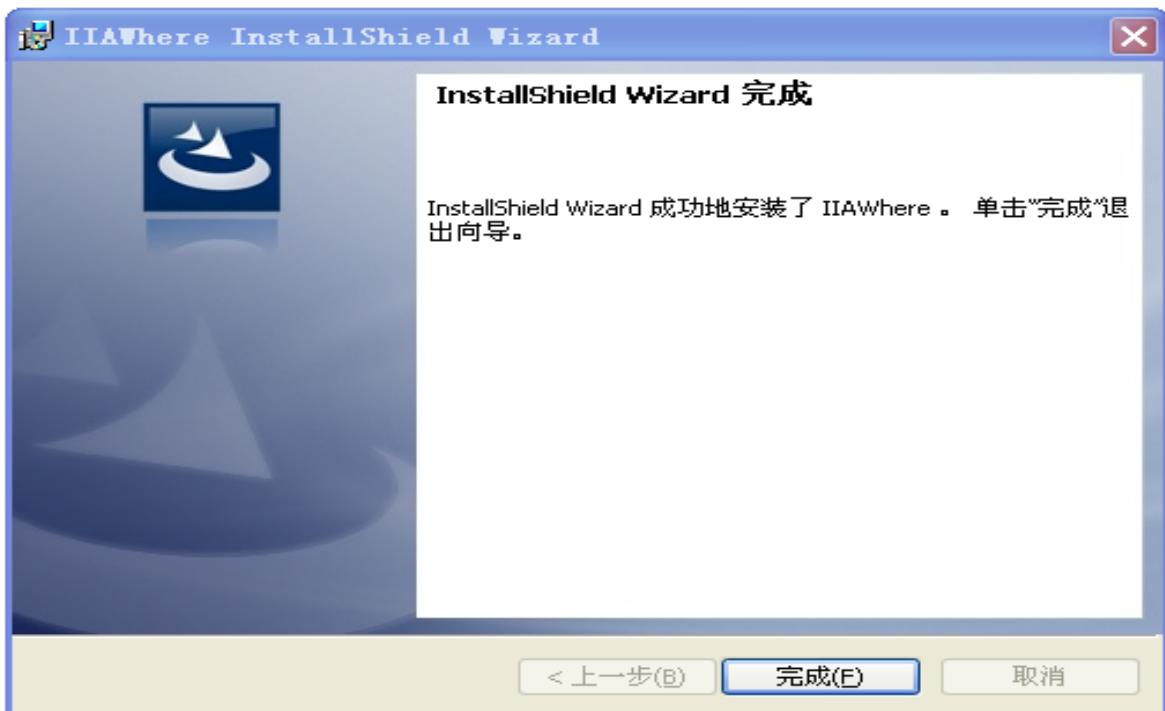 IIAWhere InstallShield Wizard
InstallShield Wizard 完成
InstallShield Wizard 成功地安装了 IIAWhere 。 单击“完成”退
出向导。
< 上一步(B)
完成(F)
取消